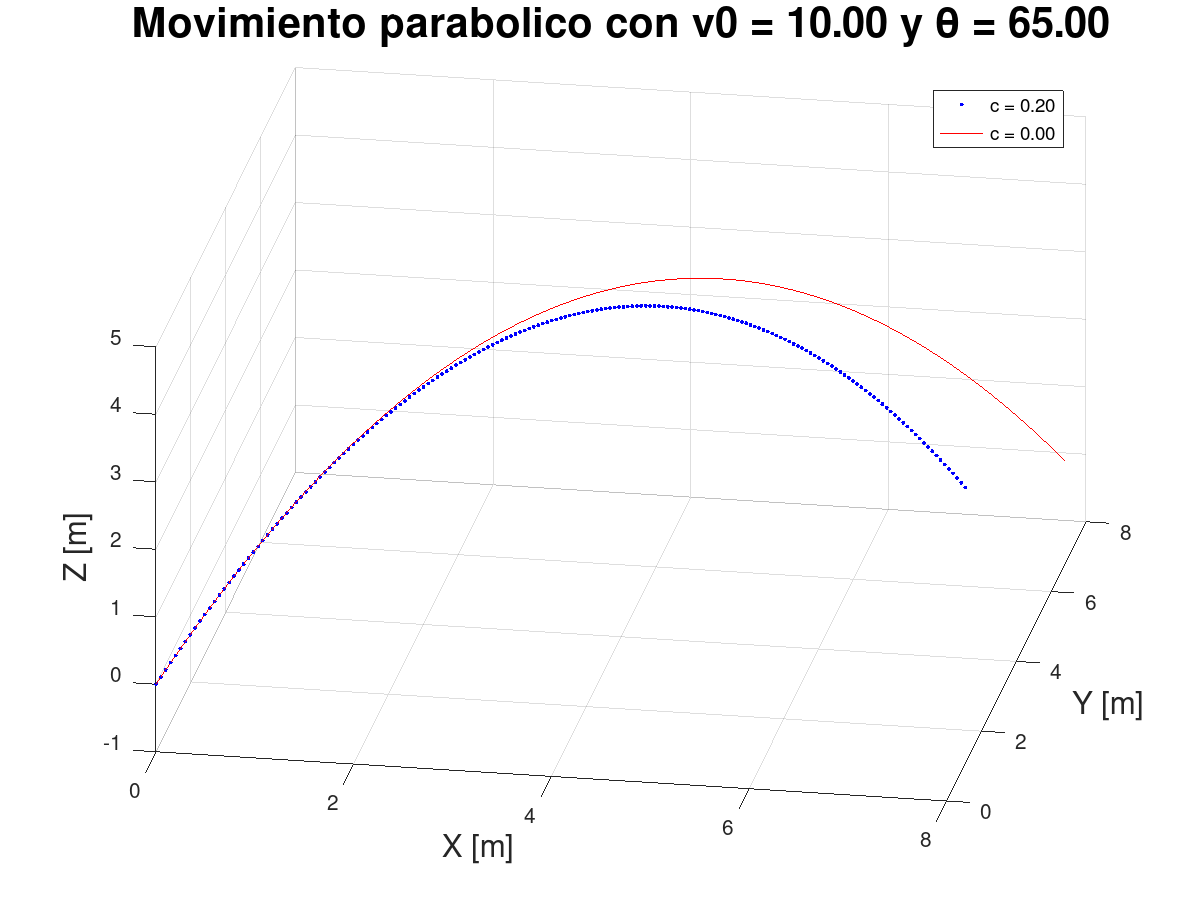 Movimiento parabolico con v0 = 10.00 y θ = 65.00
c = 0.20
c = 0.00
5
4
3
2
1
0
-1
Z [m]
0
2
4
6
8
X [m]
0
2
4
6
8
Y [m]